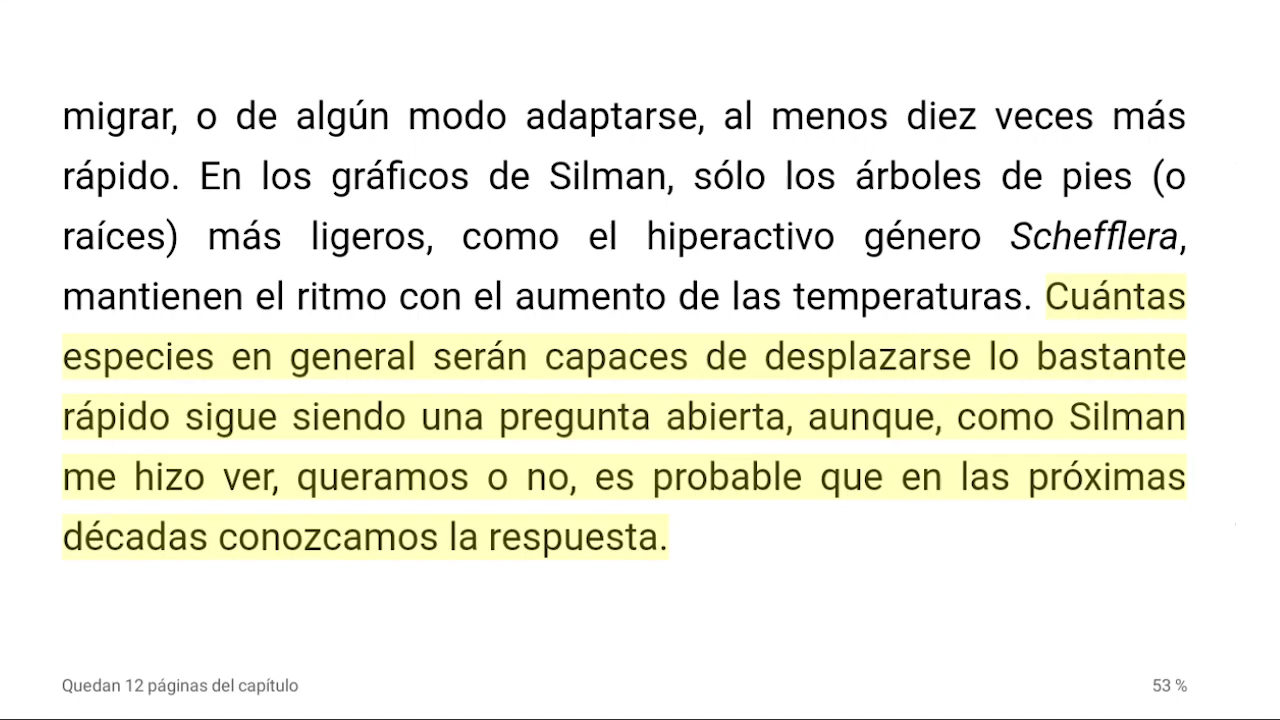 migrar, o de algún modo adaptarse, al menos diez veces más
rápido. En los gráficos de Silman, sólo los árboles de pies (o
raíces) más ligeros, como el hiperactivo género Schefflera,
mantienen el ritmo con el aumento de las temperaturas. Cuántas
especies en general serán capaces de desplazarse lo bastante
rápido sigue siendo una pregunta abierta, aunque, como Silman
me hizo ver, queramos o no, es probable que en las próximas
décadas conozcamos la respuesta.
Quedan 12 páginas del capítulo
53 %